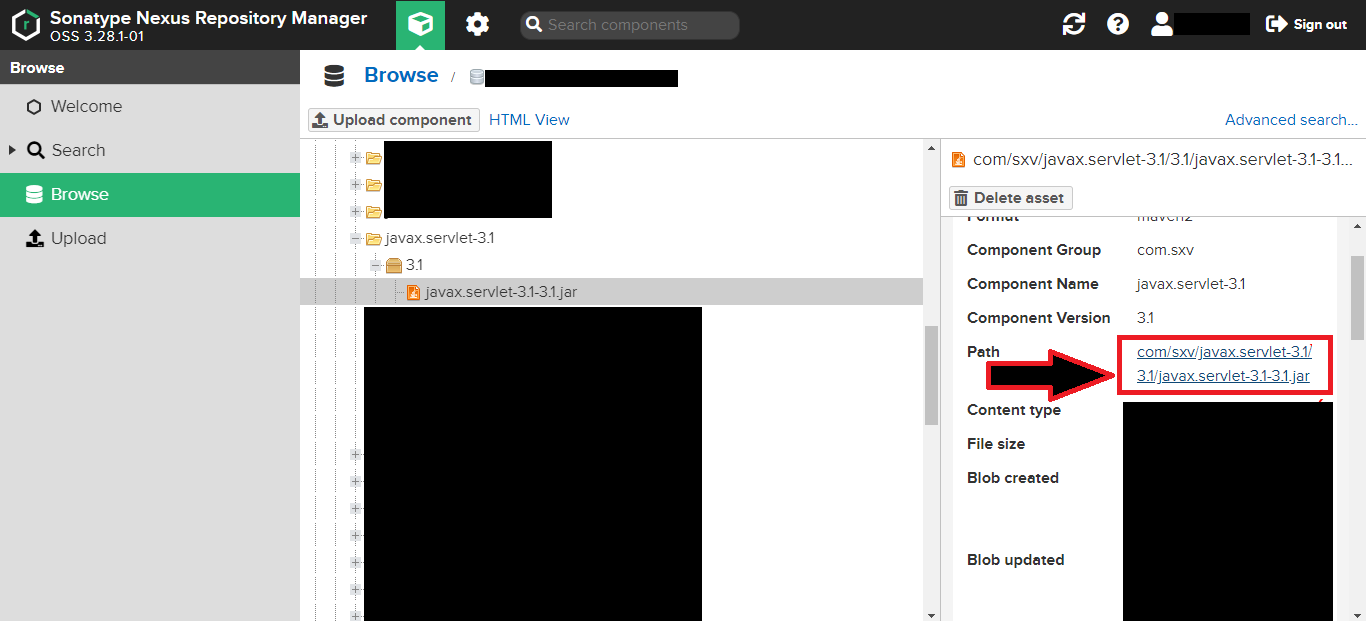 Sonatype Nexus Repository Manager
OSS 3.28.1-01
Search components
Sign out
Browse
Welcome
Search
Browse
Upload
Browse /
Upload component
HTML View
Advanced search...
javax.servlet-3.1
3.1
javax.servlet-3.1-3.1.jar
com/sxv/javax.servlet-3.1/3.1/javax.servlet-3.1-3.1...
Delete asset
Format maven2
Component Group com.sxv
Component Name javax.servlet-3.1
Component Version 3.1
Path com/sxv/javax.servlet-3.1/
3.1/javax.servlet-3.1-3.1.jar
Content type
File size
Blob created
Blob updated